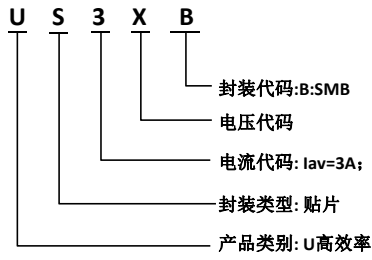 U S 3 X B
封装代码:B:SMB
电压代码
电流代码: Iav=3A；
封装类型: 贴片
产品类别: U高效率